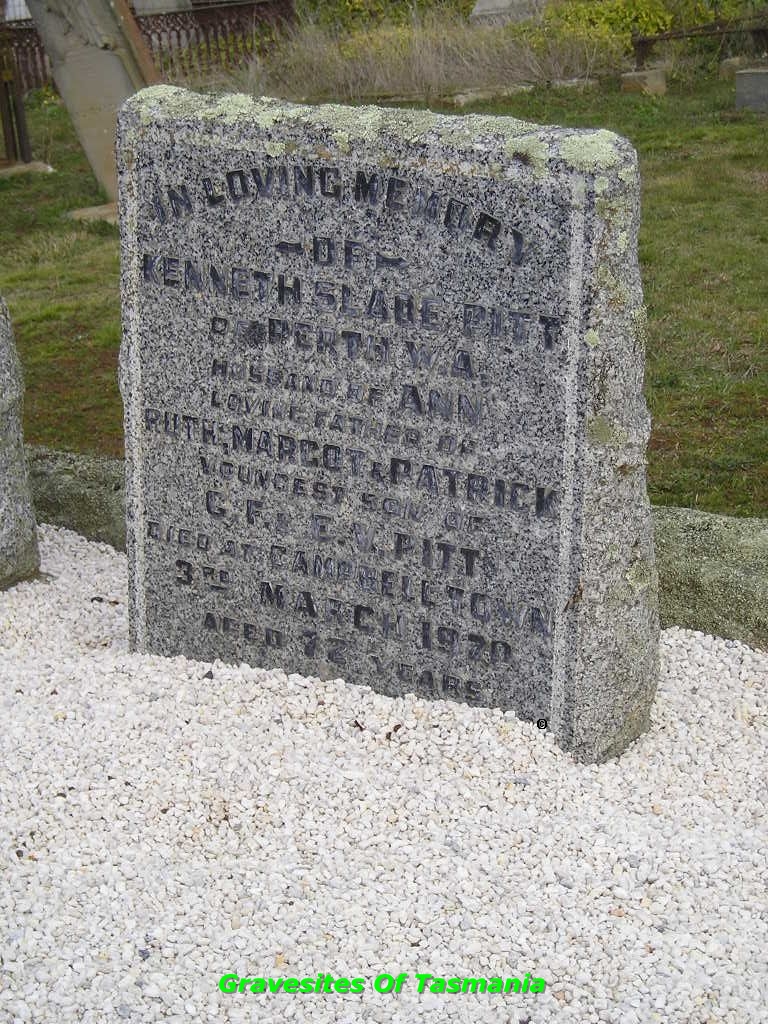 IN LOVING MEMORY
OF
KENNETH SLADE PITT
OF PERTH W.A.
HUSBAND OF ANN
LOVING FATHER OF
RUTH, MARGOT & PATRICK
YOUNGEST SON OF
C.F. & E.V. PITT
DIED AT CAMPBELLTOWN
3RD MARCH 1970
AGED 72 YEARS
Gravesites Of Tasmania